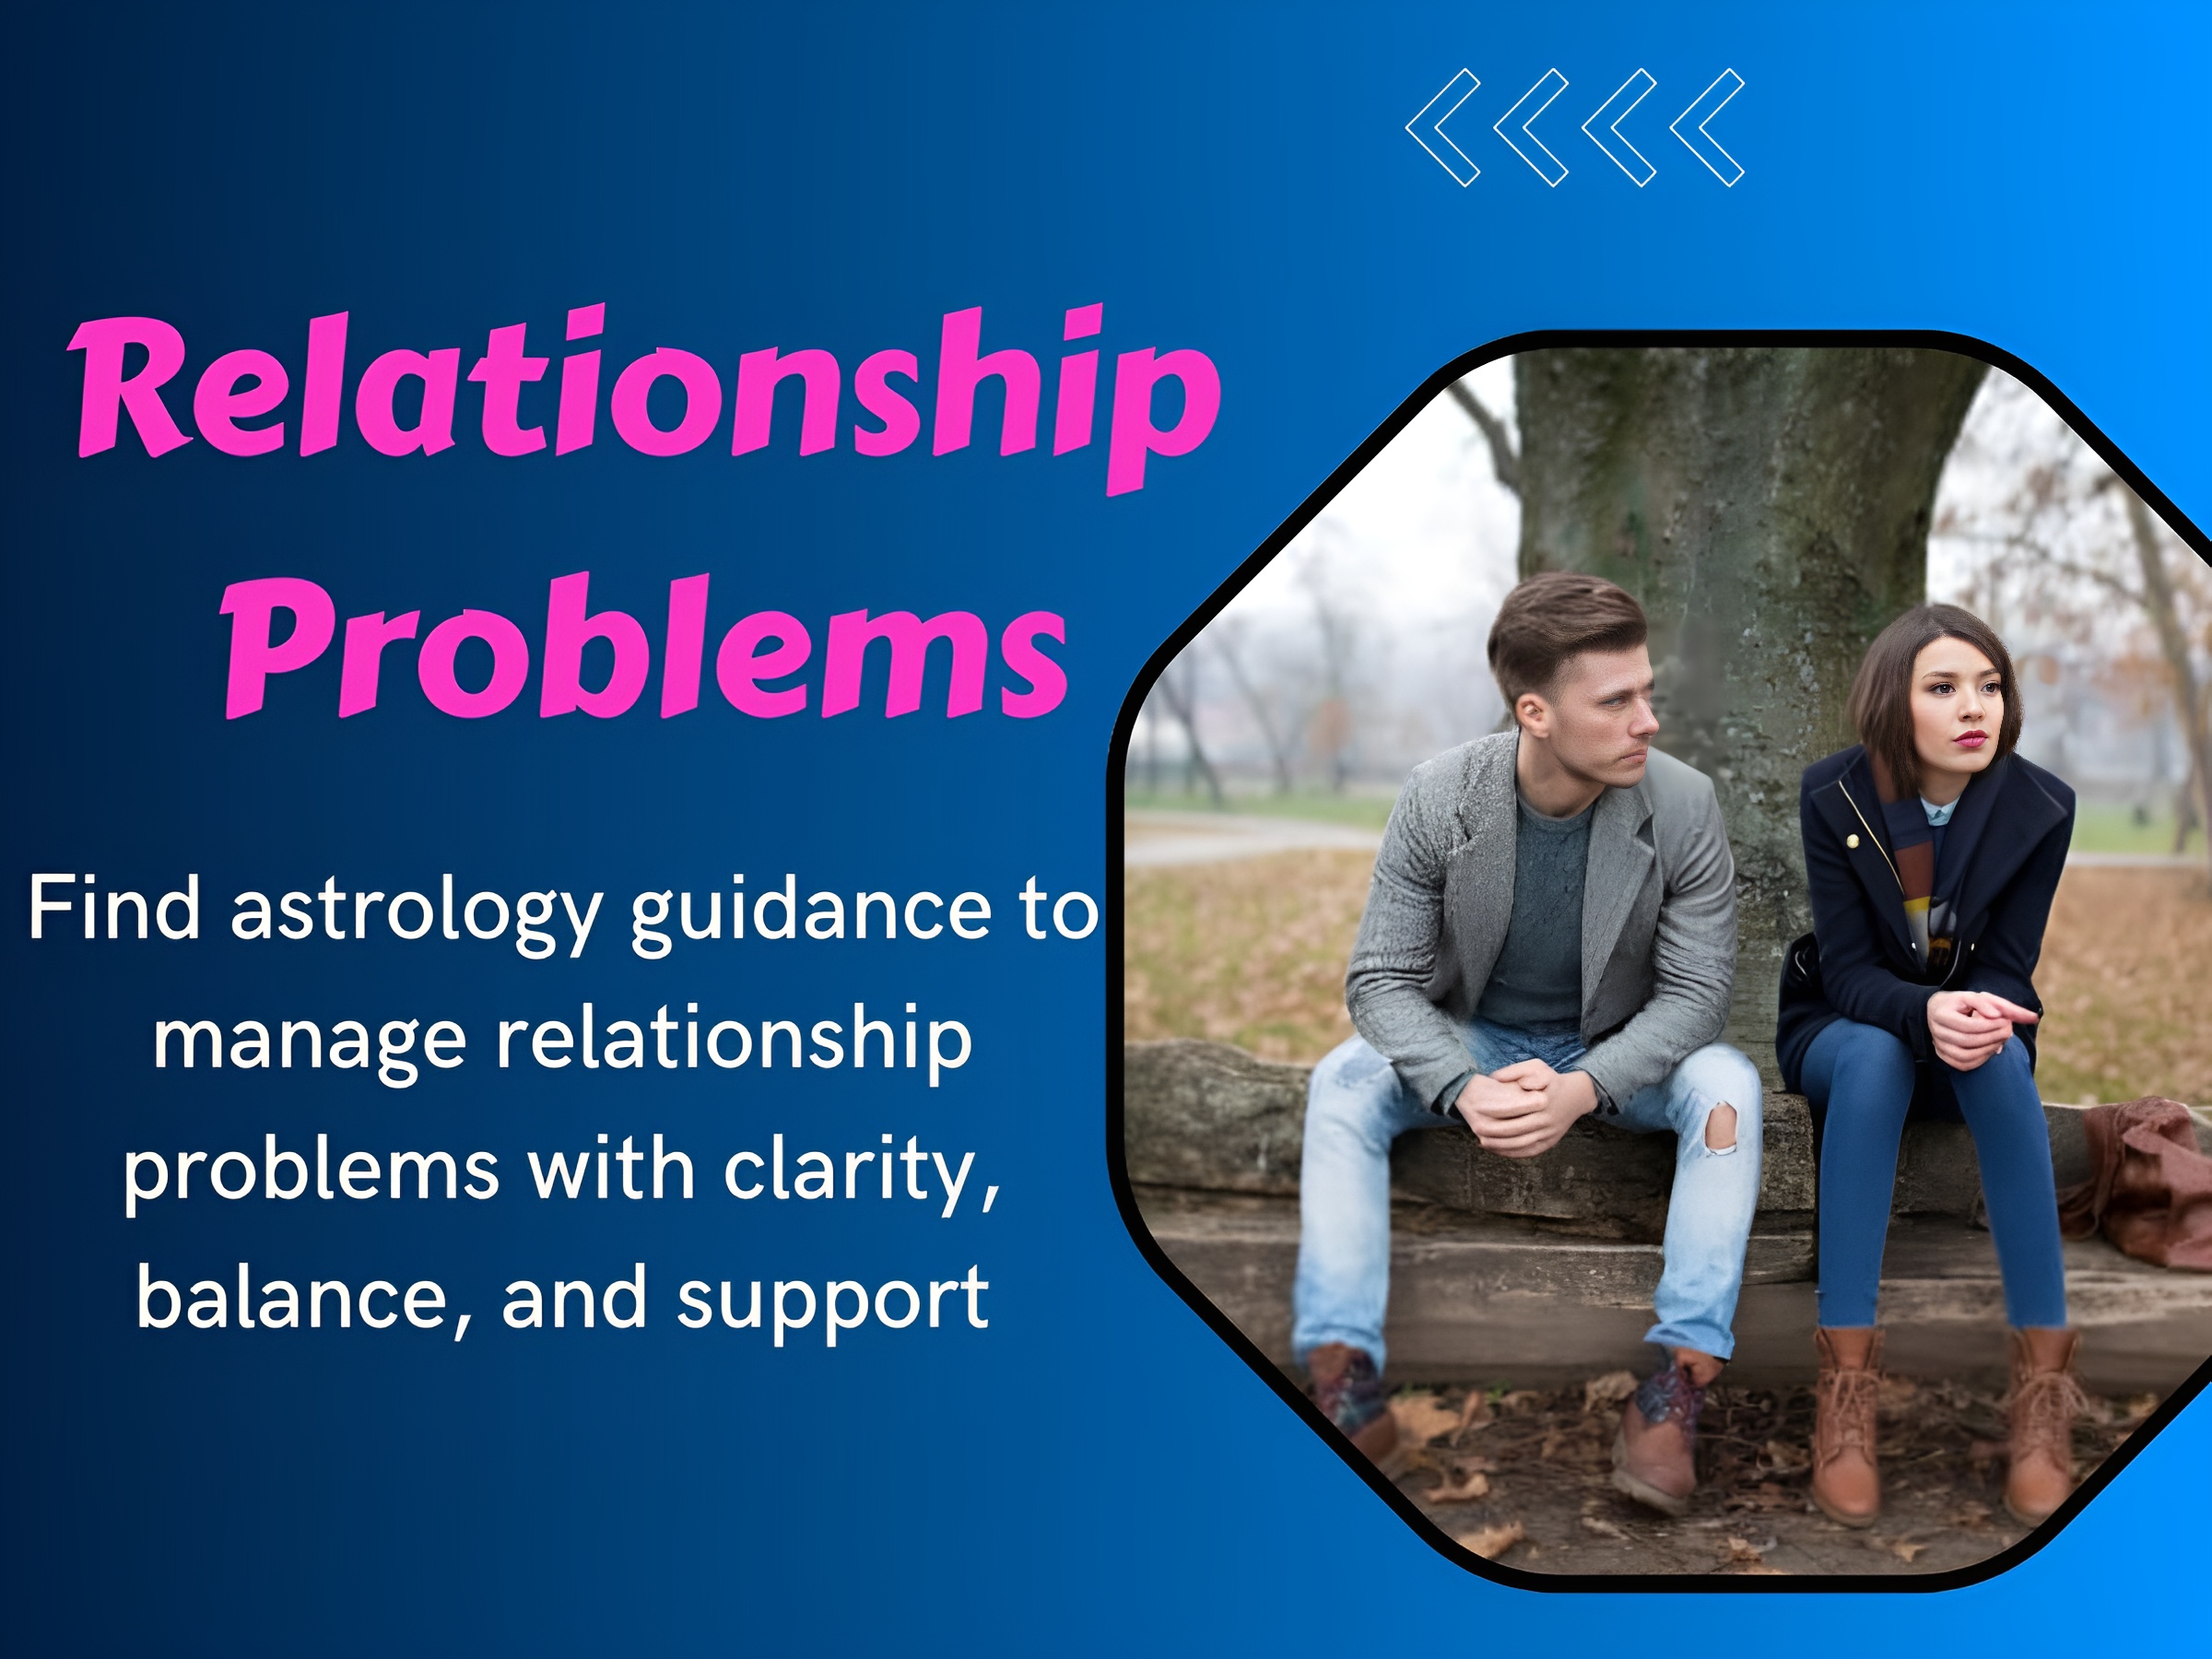 Relationship
Problems
Find astrology guidance to
manage relationship
problems with clarity,
balance, and support